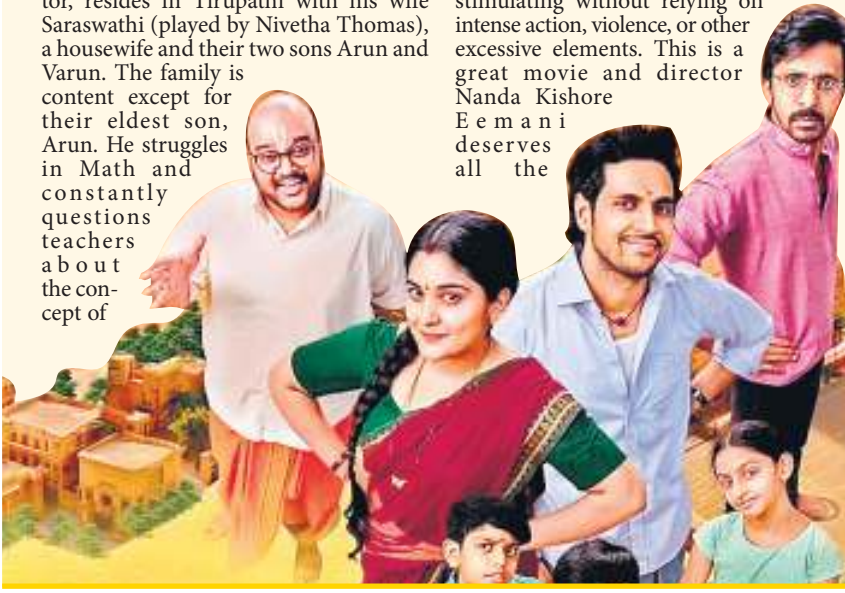 tor, resides in Tirupathi with his wife
Saraswathi (played by Nivetha Thomas),
a housewife and their two sons Arun and
Varun. The family is
content except for
their eldest son,
Arun. He struggles
in Math and
constantly
questions
teachers
about
the con-
cept of
stimulating without relying on
intense action, violence, or other
excessive elements. This is a
great movie and director
Nanda Kishore
Eemani
deserves
all the